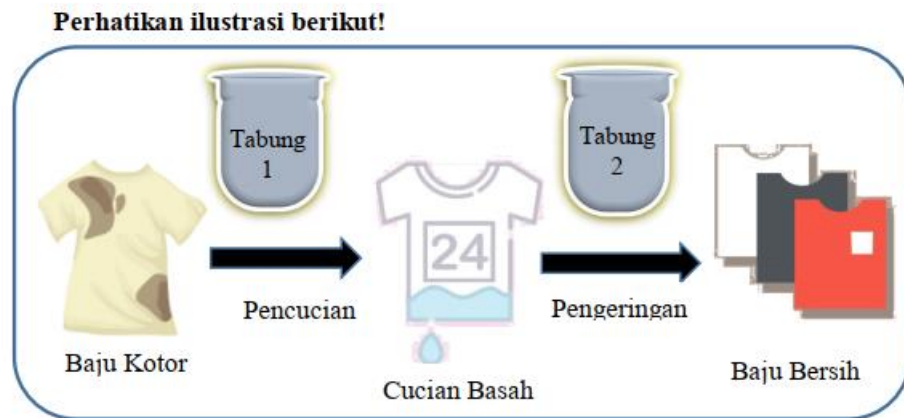 Perhatikan ilustrasi berikut!
Tabung
1
Tabung
2
24
Pencucian
Pengeringan
Baju Kotor
Cucian Basah
Baju Bersih